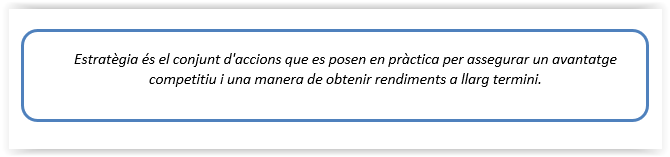 Estratègia és el conjunt d'accions que es posen en pràctica per assegurar un avantatge
competitiu i una manera de obtenir rendiments a llarg termini.